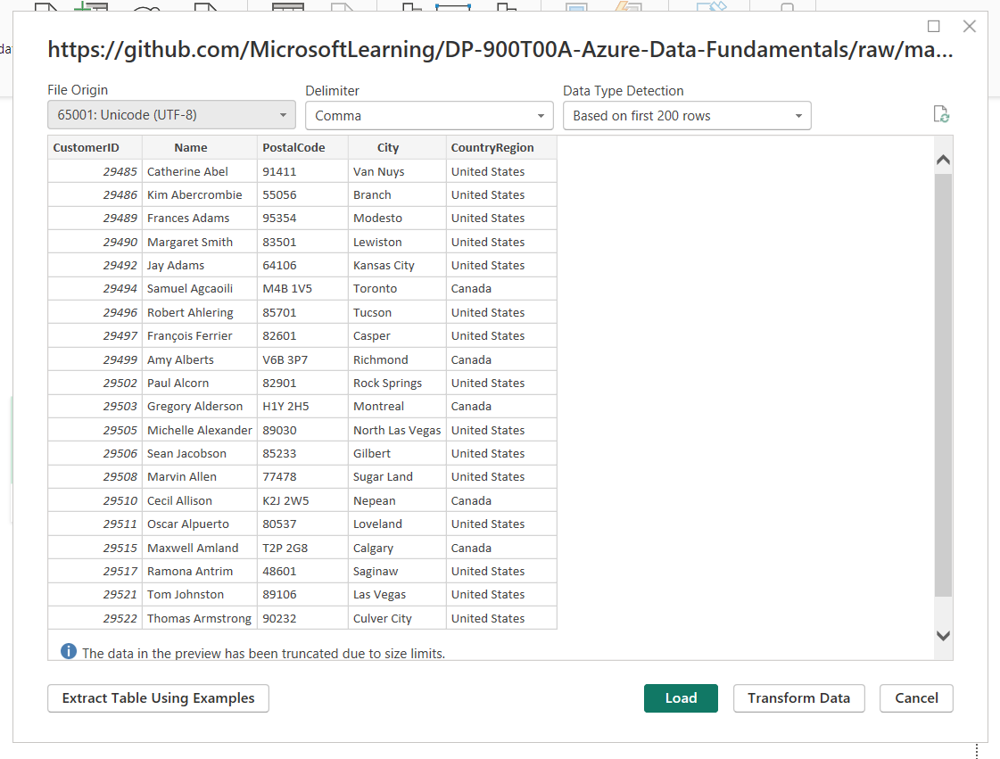 https://github.com/MicrosoftLearning/DP-900T00A-Azure-Data-Fundamentals/raw/ma...
File Origin Delimiter Data Type Detection
65001: Unicode (UTF-8) Comma Based on first 200 rows
CustomerID Name PostalCode City CountryRegion
29485 Catherine Abel 91411 Van Nuys United States
29486 Kim Abercrombie 55056 Branch United States
29489 Frances Adams 95354 Modesto United States
29490 Margaret Smith 83501 Lewiston United States
29492 Jay Adams 64106 Kansas City United States
29494 Samuel Agcaoili M4B 1V5 Toronto Canada
29496 Robert Ahlering 85701 Tucson United States
29497 François Ferrier 82601 Casper United States
29499 Amy Alberts V6B 3P7 Richmond Canada
29502 Paul Alcorn 82901 Rock Springs United States
29503 Gregory Alderson H1Y 2H5 Montreal Canada
29505 Michelle Alexander 89030 North Las Vegas United States
29506 Sean Jacobson 85233 Gilbert United States
29508 Marvin Allen 77478 Sugar Land United States
29510 Cecil Allison K2J 2W5 Nepean Canada
29511 Oscar Alpuerto 80537 Loveland United States
29515 Maxwell Amland T2P 2G8 Calgary Canada
29517 Ramona Antrim 48601 Saginaw United States
29521 Tom Johnston 89106 Las Vegas United States
29522 Thomas Armstrong 90232 Culver City United States
The data in the preview has been truncated due to size limits.
Extract Table Using Examples Load Transform Data Cancel